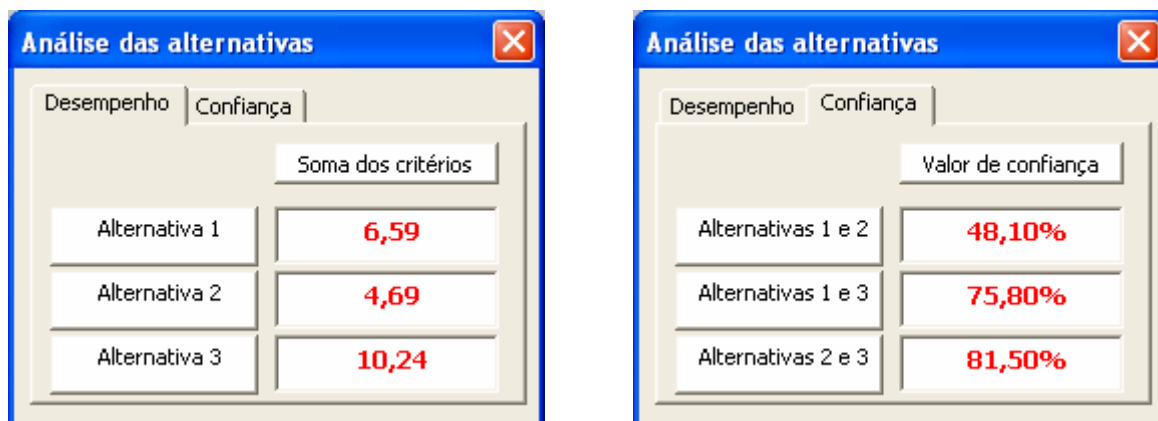 Análise das alternativas
Desempenho
Confiança
Soma dos critérios
Alternativa 1
6,59
Alternativa 2
4,69
Alternativa 3
10,24
Análise das alternativas
Desempenho
Confiança
Valor de confiança
Alternativas 1 e 2
48,10%
Alternativas 1 e 3
75,80%
Alternativas 2 e 3
81,50%